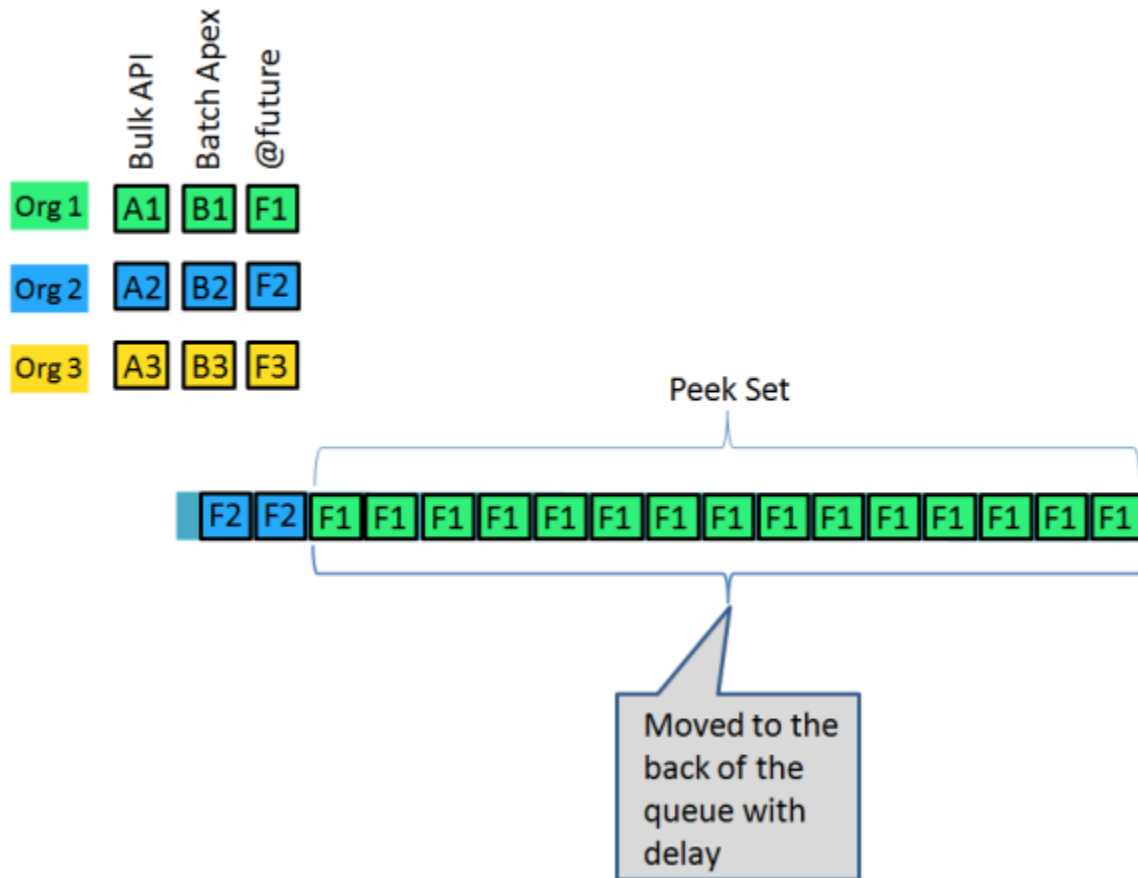 Bulk API
Batch Apex
@future
Org 1 A1 B1 F1
Org 2 A2 B2 F2
Org 3 A3 B3 F3
Peek Set
F2 F2 F1 F1 F1 F1 F1 F1 F1 F1 F1 F1 F1 F1 F1 F1 F1
Moved to the
back of the
queue with
delay